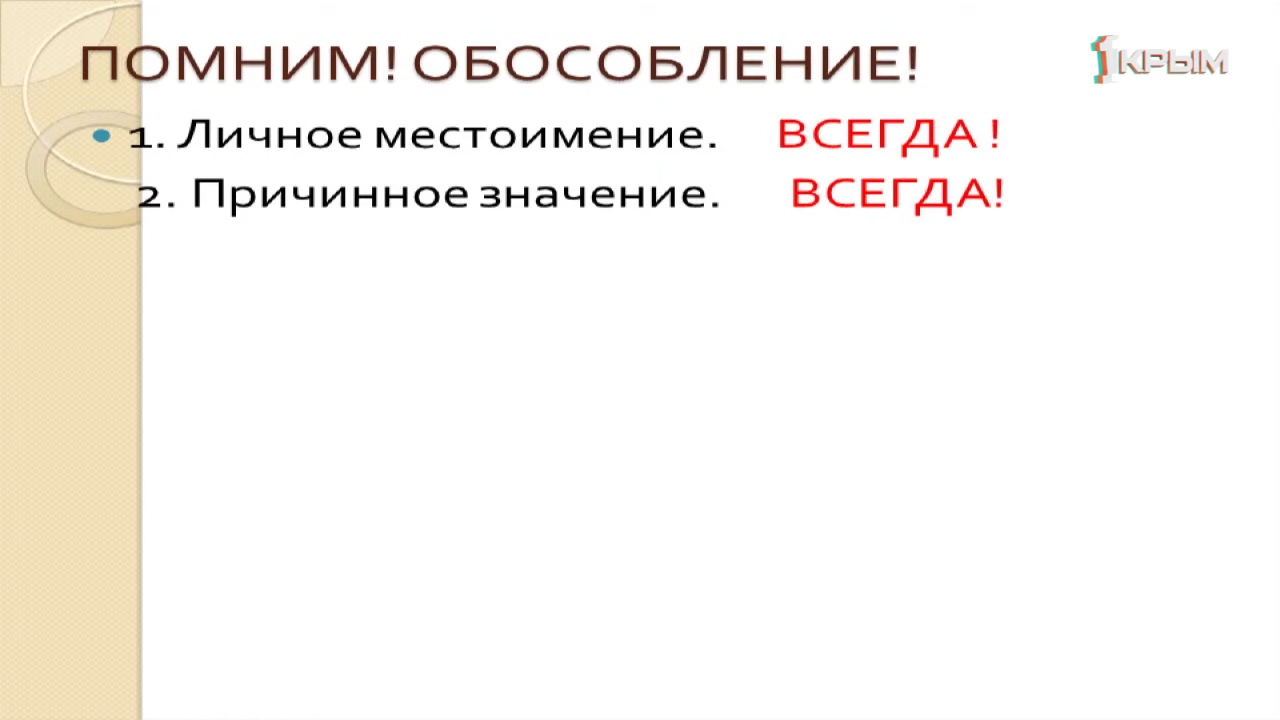 ПОМНИМ! ОБОСОБЛЕНИЕ!
1КРЫМ
• 1. Личное местоимение. ВСЕГДА !
2. Причинное значение. ВСЕГДА!